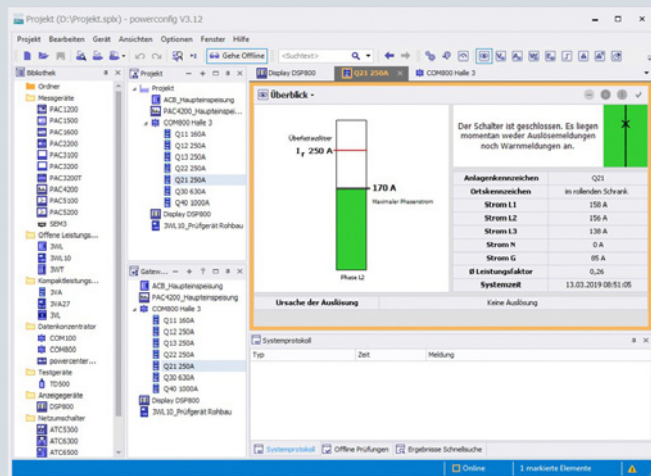 Projekt (D:\Projekt.splx) - powerconfig V3.12
Projekt Bearbeiten Gerät Ansichten Optionen Fenster Hilfe
Gehe Offline
<Suchtext>
Bibliothek
Ordner
Messgeräte
PAC1200
PAC1500
PAC1600
PAC2200
PAC3100
PAC3200
PAC3200T
PAC4200
PAC5100
PAC5200
SEM3
Offene Leistungs...
3WL
3WL10
3WT
Kompaktleistungs...
3VA
3VA27
3VL
Datenkonzentrator
COM100
COM800
powercenter...
Testgeräte
TD500
Anzeigegeräte
DSP800
Netzumschalter
ATC5300
ATC6300
ATC6500
Projekt
Projekt
ACB_Haupteinspeisung
PAC4200_Haupteinspei...
COM800 Halle 3
Q11 160A
Q12 250A
Q13 250A
Q22 250A
Q21 250A
Q30 630A
Q40 1000A
Display DSP800
3WL10_Prüfgerät Rohbau
Gatew...
ACB_Haupteinspeisung
PAC4200_Haupteinspeisung
COM800 Halle 3
Q11 160A
Q12 250A
Q13 250A
Q22 250A
Q21 250A
Q30 630A
Q40 1000A
Display DSP800
3WL10_Prüfgerät Rohbau
Display DSP800
Q21 250A
COM800 Halle 3
Überblick
Überlastauslöser
Ir 250 A
170 A
Maximaler Phasenstrom
Phase L2
Der Schalter ist geschlossen. Es liegen
momentan weder Auslösemeldungen
noch Warnmeldungen an.
Anlagenkennzeichen Q21
Ortskennzeichen im rollenden Schrank
Strom L1 158 A
Strom L2 156 A
Strom L3 138 A
Strom N 0 A
Strom G 85 A
Ø Leistungsfaktor 0,26
Systemzeit 13.03.2019 08:51:05
Ursache der Auslösung Keine Auslösung
Systemprotokoll
Typ Zeit Meldung
Systemprotokoll Offline Prüfungen Ergebnisse Schnellsuche
Online 1 markierte Elemente